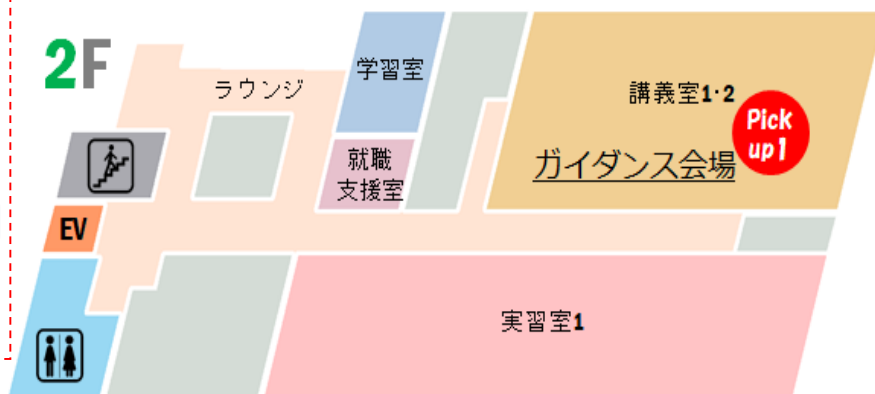 2F
ラウンジ
学習室
講義室1·2
Pick
up1
就職
支援室
ガイダンス会場
EV
実習室1